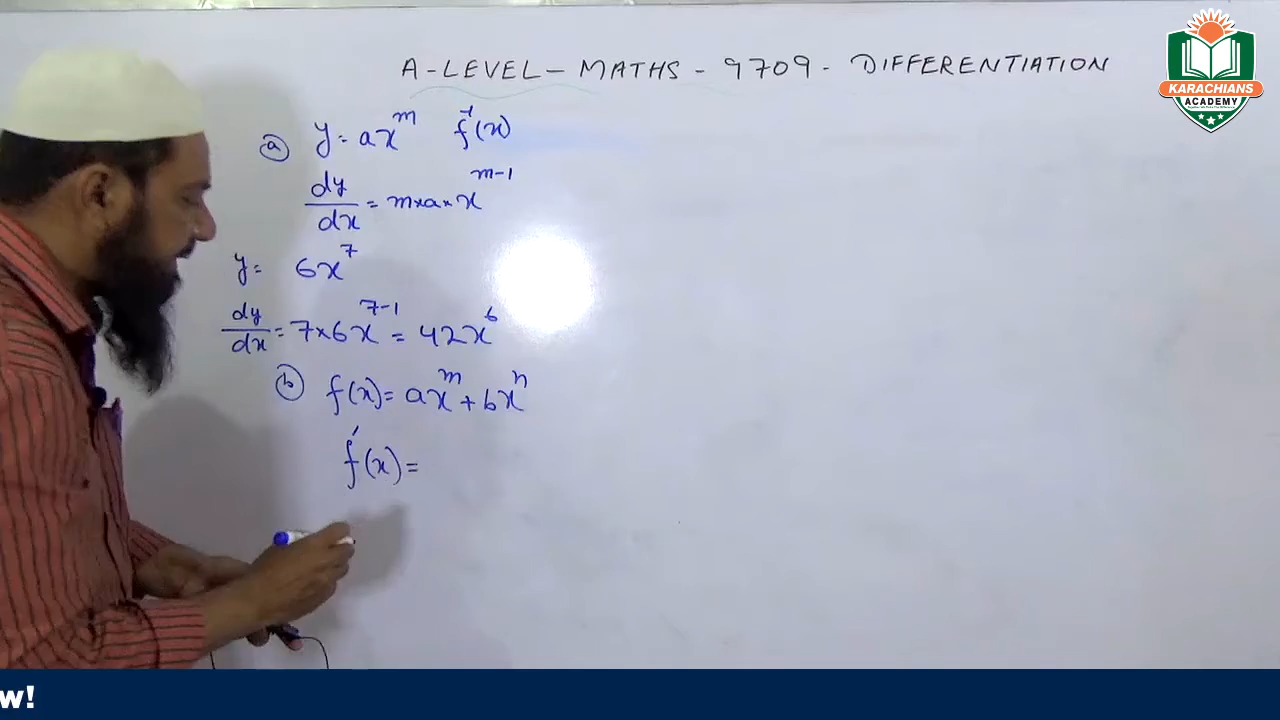 A-LEVEL-MATHS-9709-DIFFERENTIATION
KARACHIANS
ACADEMY
(a) y = ax^m f^-1(x)
dy/dx = m×a×x^(m-1)
y = 6x^7
dy/dx = 7×6x^(7-1) = 42x^6
(b) f(x) = ax^m + bx^n
f'(x) =
w!